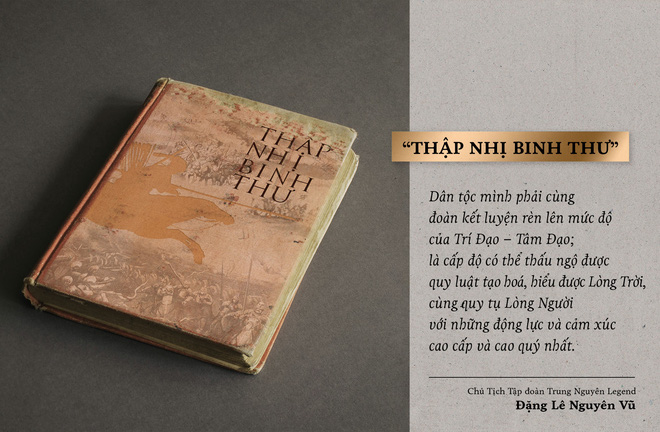 THẬP
NHỊ
BINH
THƯ
“THẬP NHỊ BINH THƯ”
Dân tộc mình phải cùng
đoàn kết luyện rèn lên mức độ
của Trí Đạo – Tâm Đạo;
là cấp độ có thể thấu ngộ được
quy luật tạo hoá, hiểu được Lòng Trời,
cùng quy tụ Lòng Người
với những động lực và cảm xúc
cao cấp và cao quý nhất.
Chủ Tịch Tập đoàn Trung Nguyên Legend
Đặng Lê Nguyên Vũ